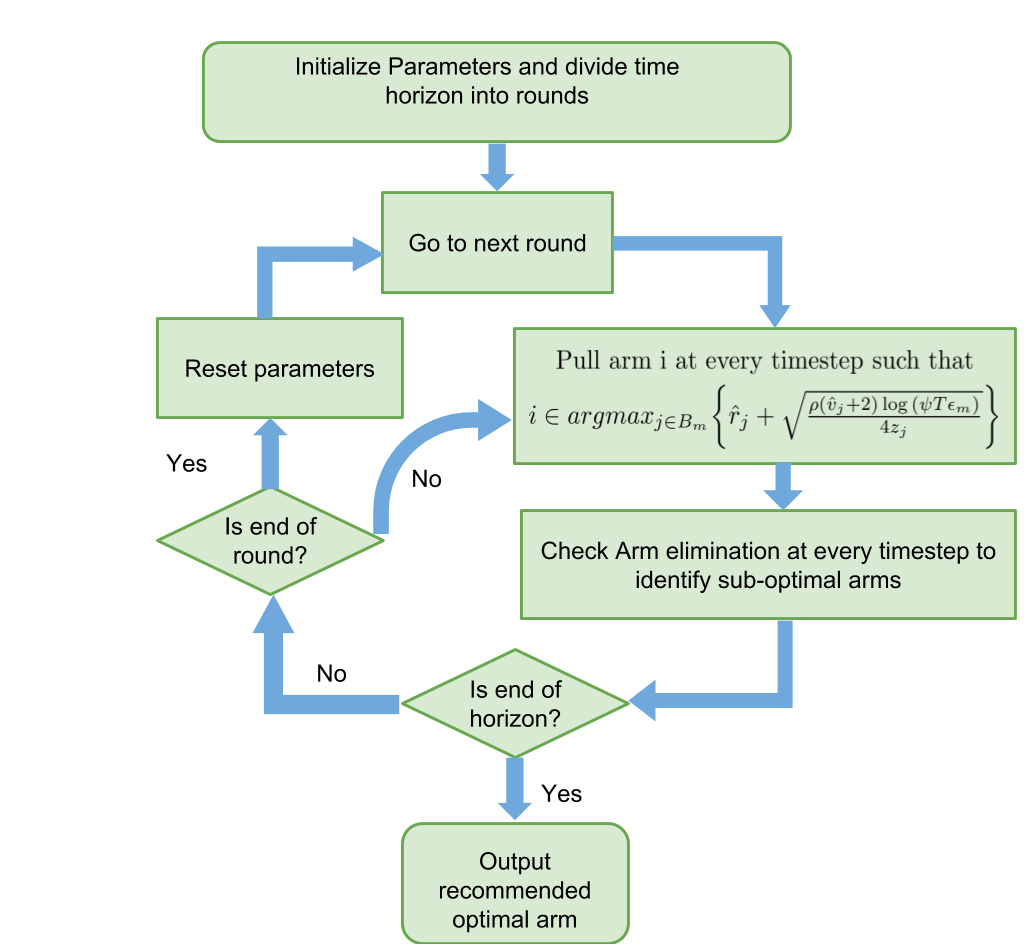 Initialize Parameters and divide time
horizon into rounds
Go to next round
Reset parameters
Pull arm i at every timestep such that
$i \in argmax_{j \in B_m} \left\{ \hat{r}_j + \sqrt{\frac{\rho(\hat{v}_j+2)\log(\psi T \epsilon_m)}{4z_j}} \right\}$
Yes
No
Is end of
round?
Check Arm elimination at every timestep to
identify sub-optimal arms
No
Is end of
horizon?
Yes
Output
recommended
optimal arm